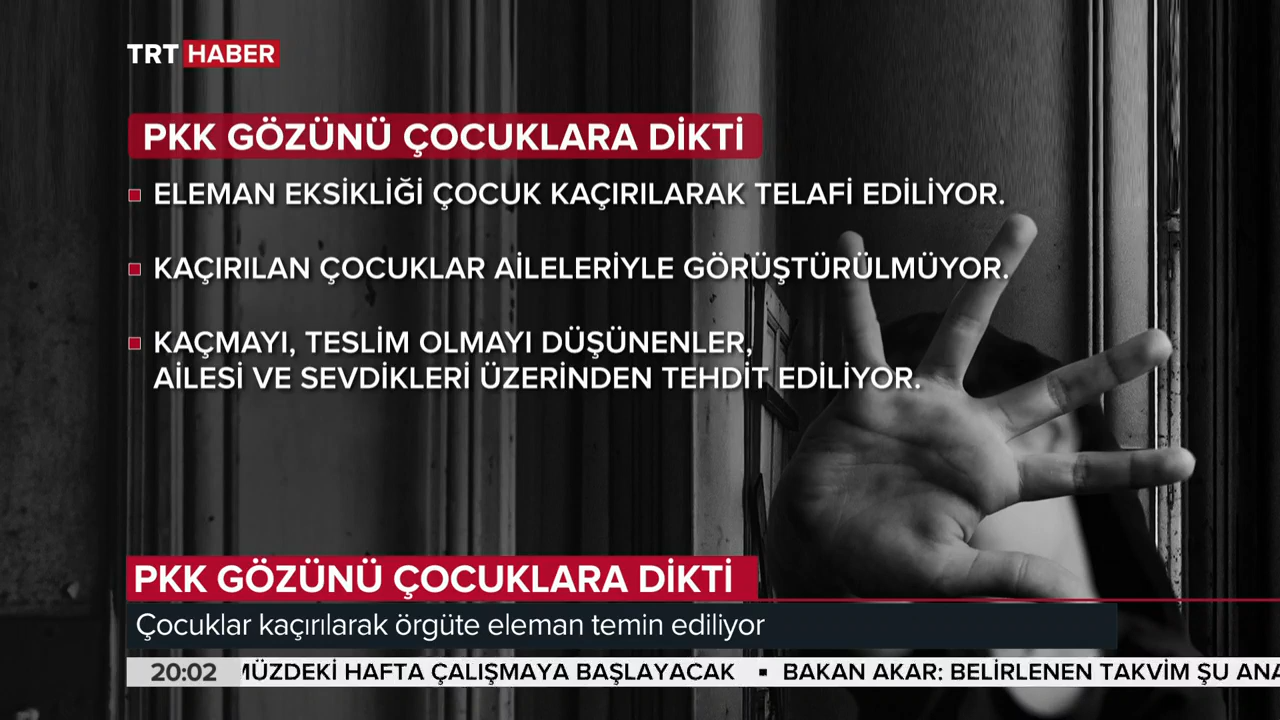 TRT HABER
PKK GÖZÜNÜ ÇOCUKLARA DİKTİ
ELEMAN EKSİKLİĞİ ÇOCUK KAÇIRILARAK TELAFİ EDİLİYOR.
KAÇIRILAN ÇOCUKLAR AİLELERİYLE GÖRÜŞTÜRÜLMÜYOR.
KAÇMAYI, TESLİM OLMAYI DÜŞÜNENLER,
AİLESİ VE SEVDİKLERİ ÜZERİNDEN TEHDİT EDİLİYOR.
PKK GÖZÜNÜ ÇOCUKLARA DİKTİ
Çocuklar kaçırılarak örgüte eleman temin ediliyor
20:02 MÜZDEKİ HAFTA ÇALIŞMAYA BAŞLAYACAK ▪ BAKAN AKAR: BELİRLENEN TAKVİM ŞU ANA